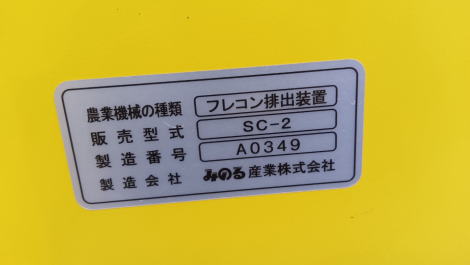 農業機械の種類 フレコン排出装置
販売型式 SC-2
製造番号 A0349
製造会社 みのる産業株式会社